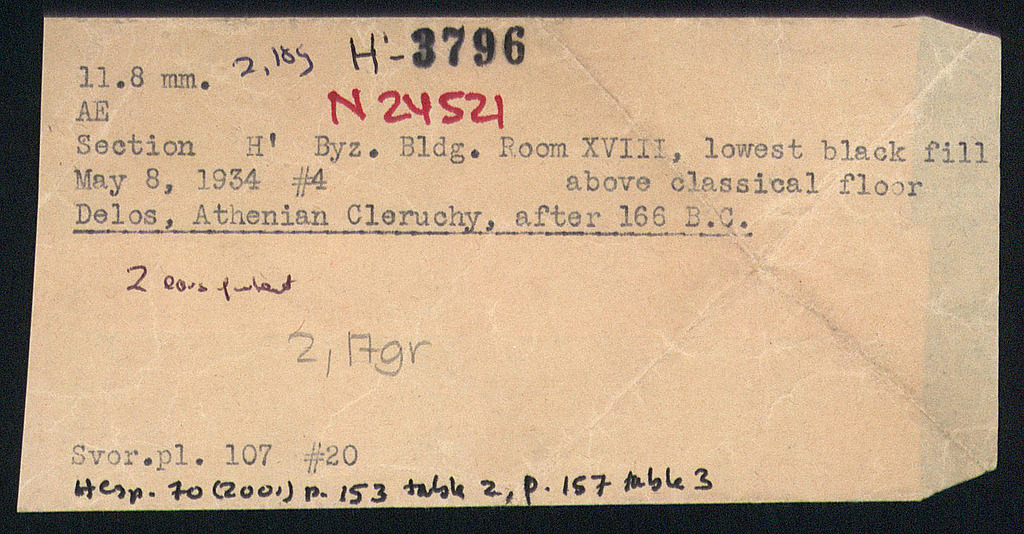 H'-3796
11.8 mm.
AE
N 24521
Section H' Byz. Bldg. Room XVIII, lowest black fill
May 8, 1934 #4 above classical floor
Delos, Athenian Cleruchy, after 166 B.C.
2 ears
2,17gr
Svor.pl. 107 #20
Hesp. 70 (2001) p. 153 table 2, p. 157 table 3